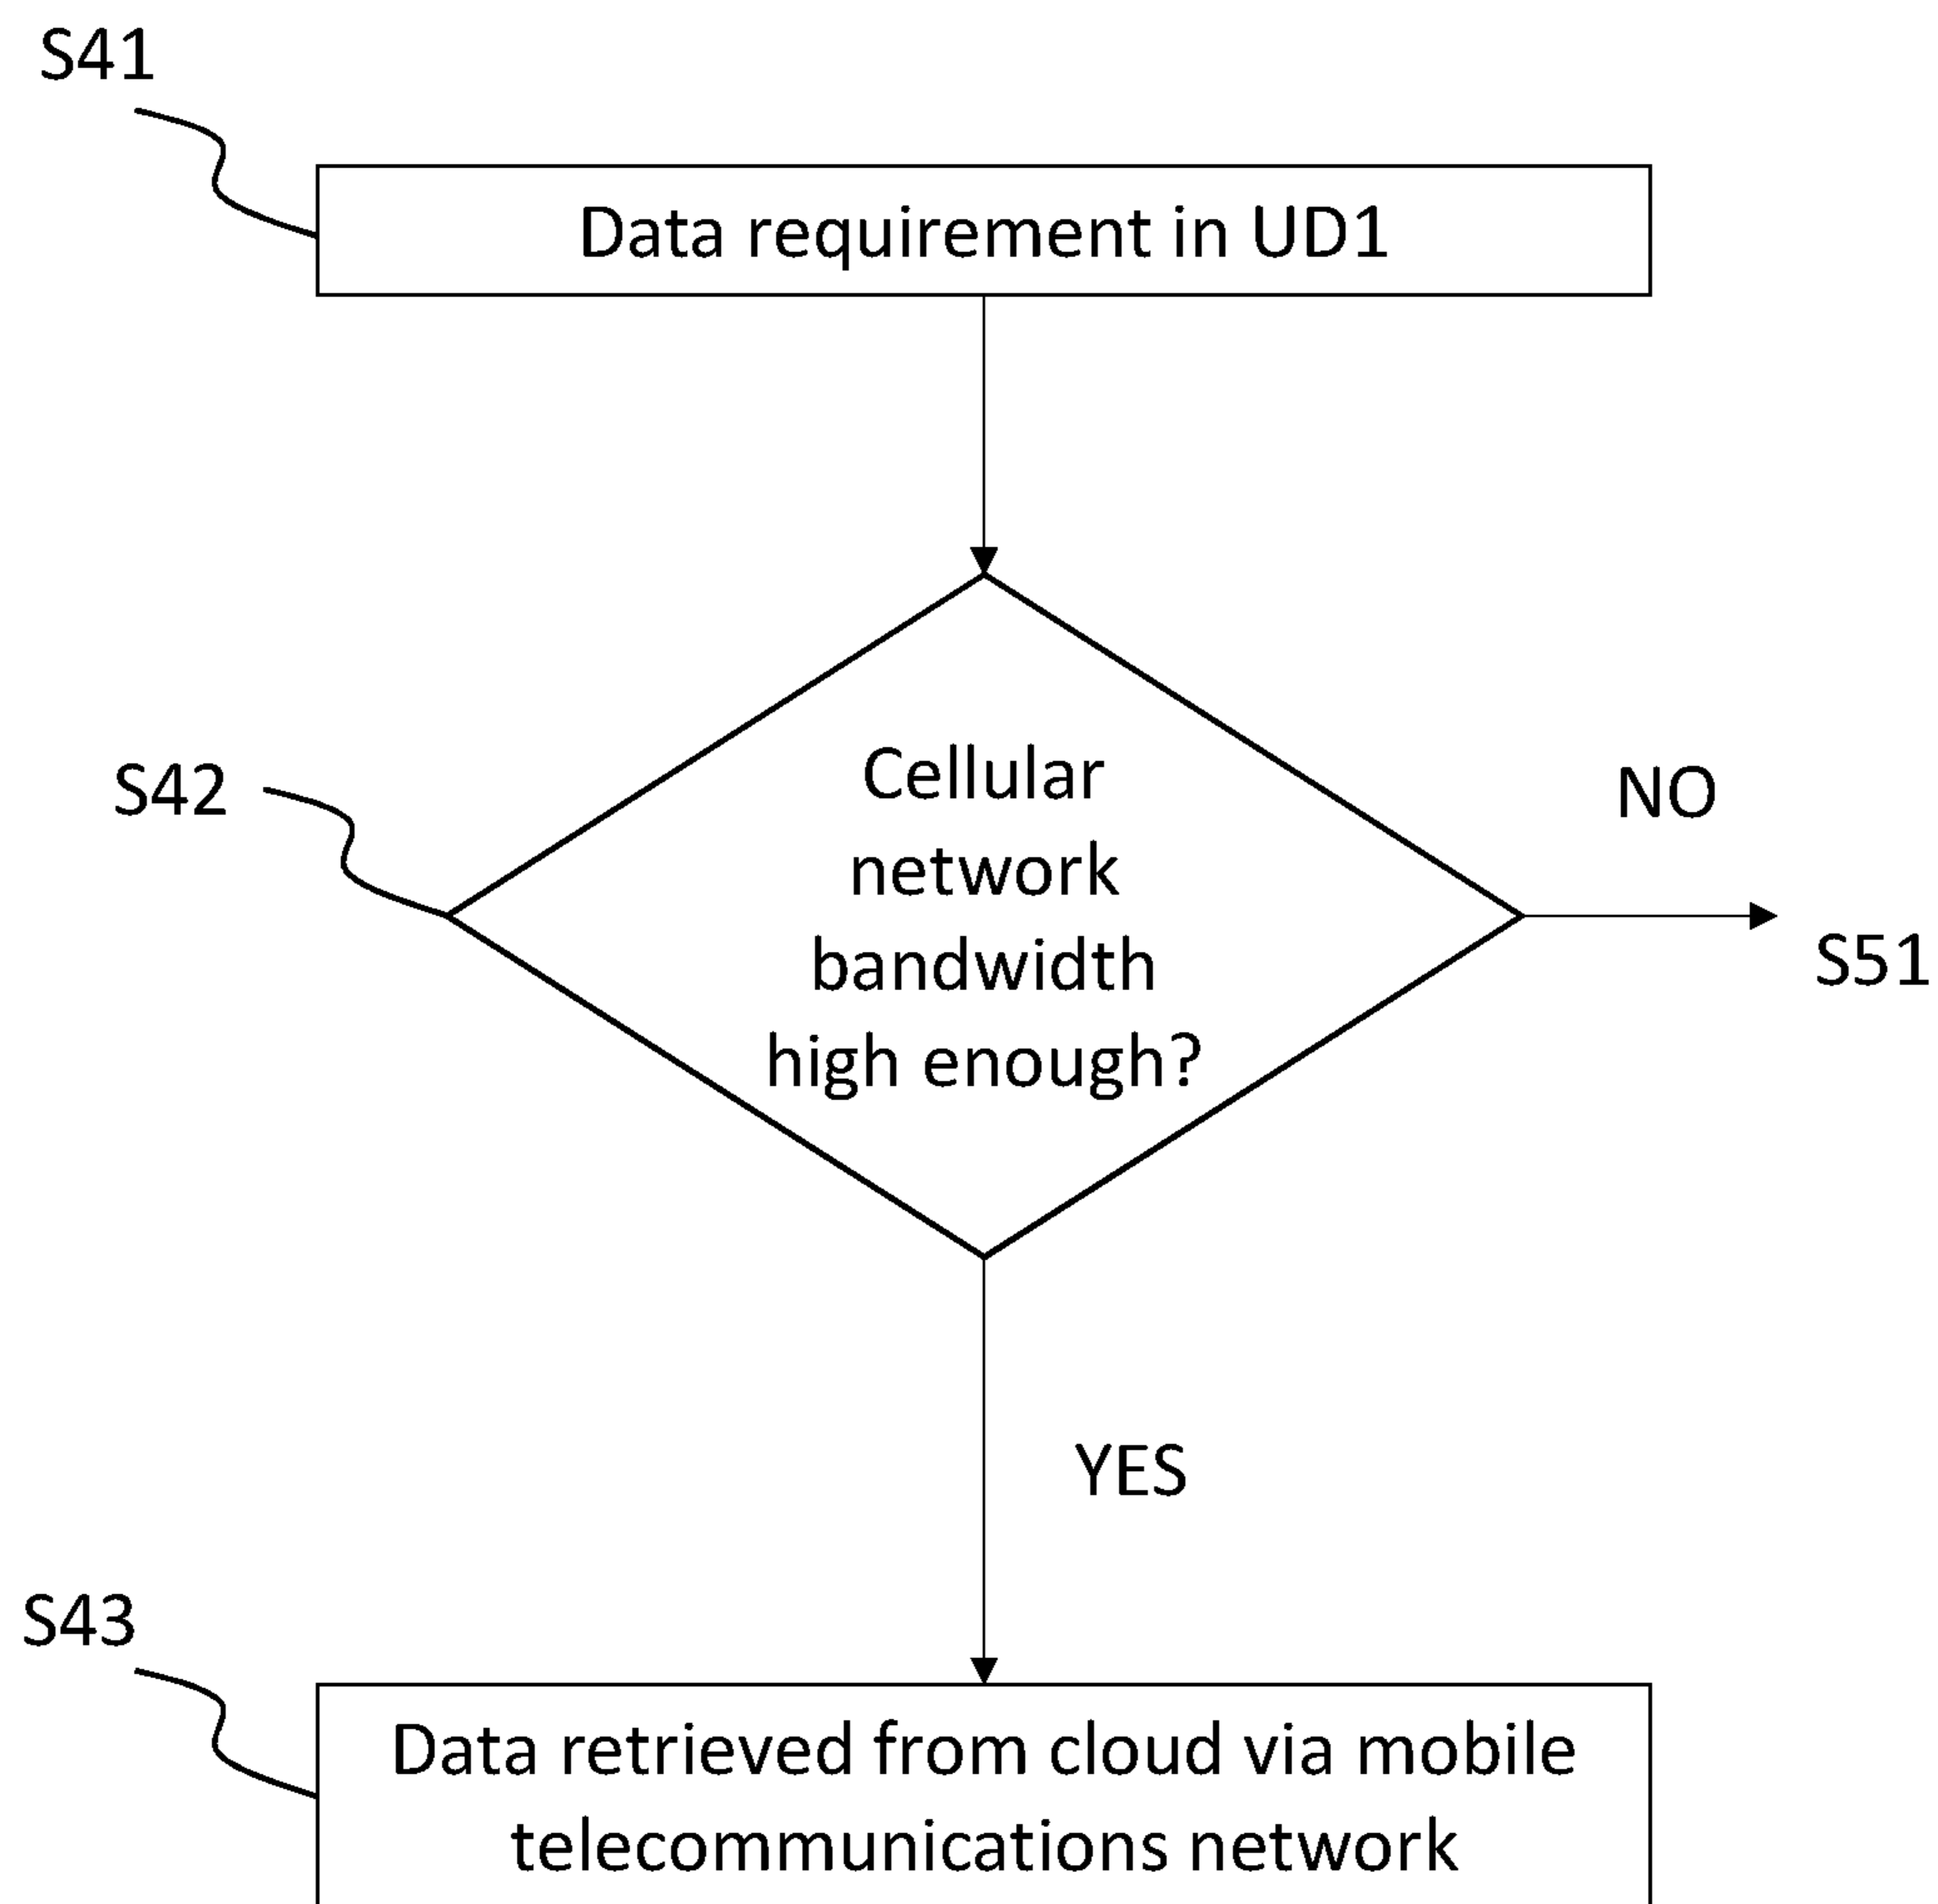 S41
Data requirement in UD1
S42
Cellular
network
bandwidth
high enough?
NO
S51
YES
S43
Data retrieved from cloud via mobile
telecommunications network